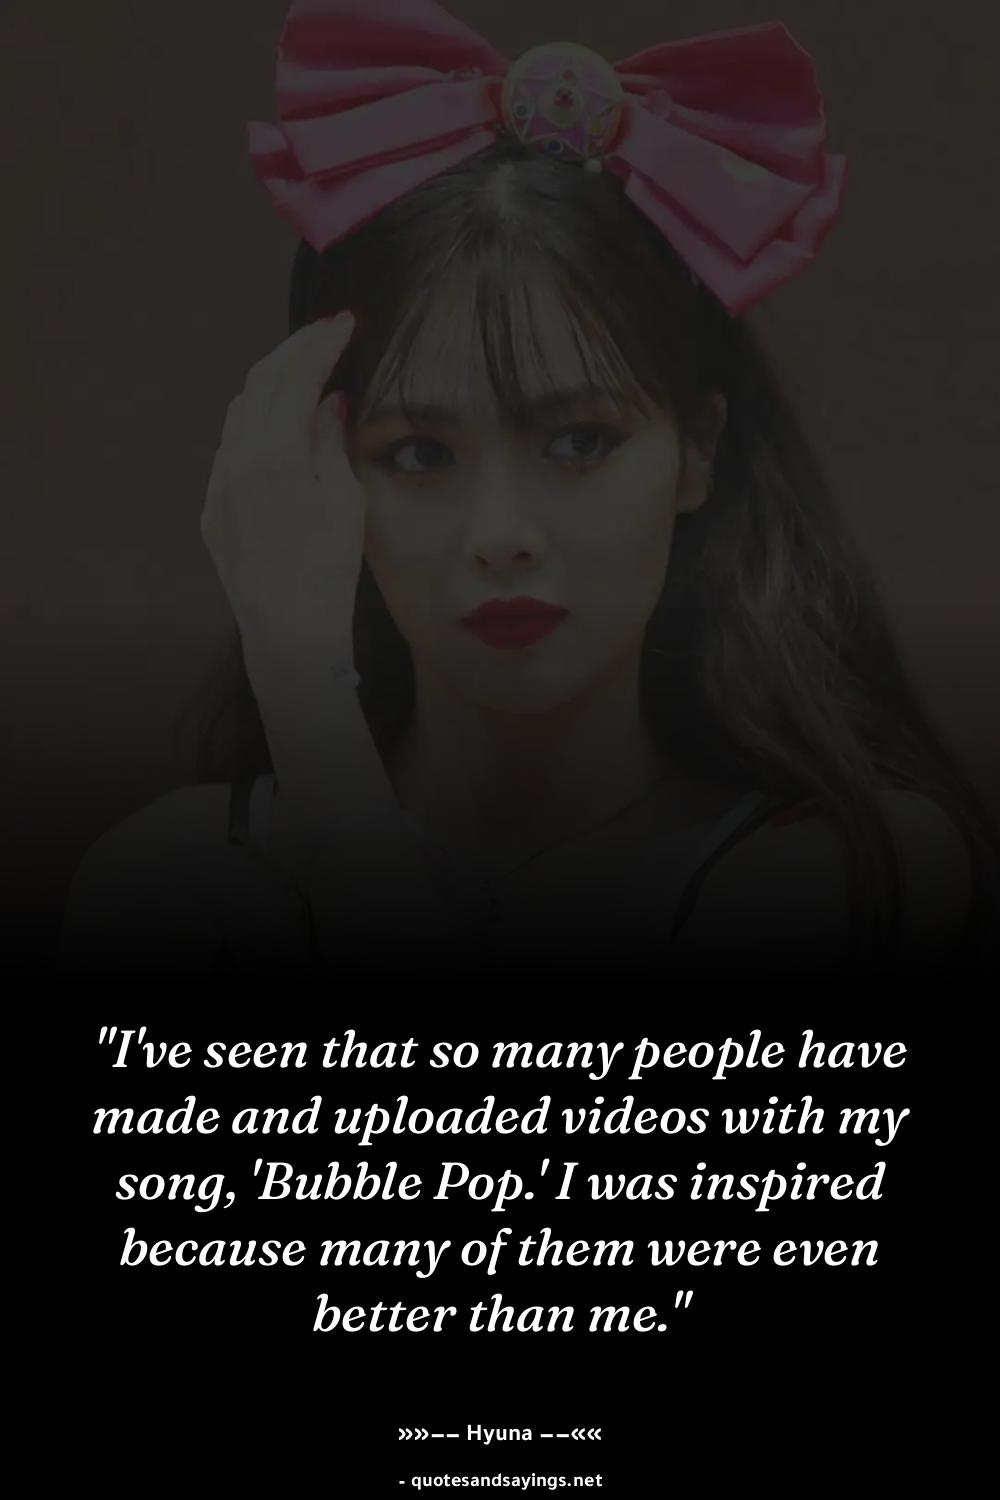 "I've seen that so many people have
made and uploaded videos with my
song, 'Bubble Pop.' I was inspired
because many of them were even
better than me."
»»–– Hyuna ––««
- quotesandsayings.net